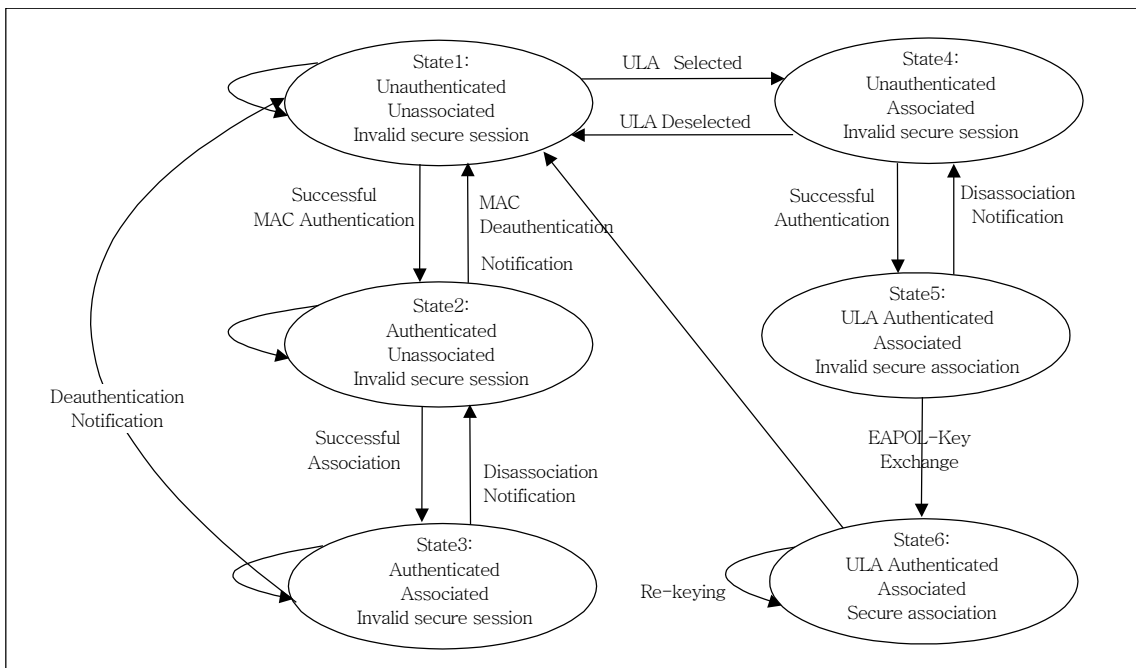 State1:
Unauthenticated
Unassociated
Invalid secure session
ULA Selected
ULA Deselected
State4:
Unauthenticated
Associated
Invalid secure session
Successful
MAC Authentication
MAC
Deauthentication
Notification
Successful
Authentication
Disassociation
Notification
State2:
Authenticated
Unassociated
Invalid secure session
State5:
ULA Authenticated
Associated
Invalid secure association
Deauthentication
Notification
Successful
Association
Disassociation
Notification
EAPOL-Key
Exchange
State3:
Authenticated
Associated
Invalid secure session
Re-keying
State6:
ULA Authenticated
Associated
Secure association